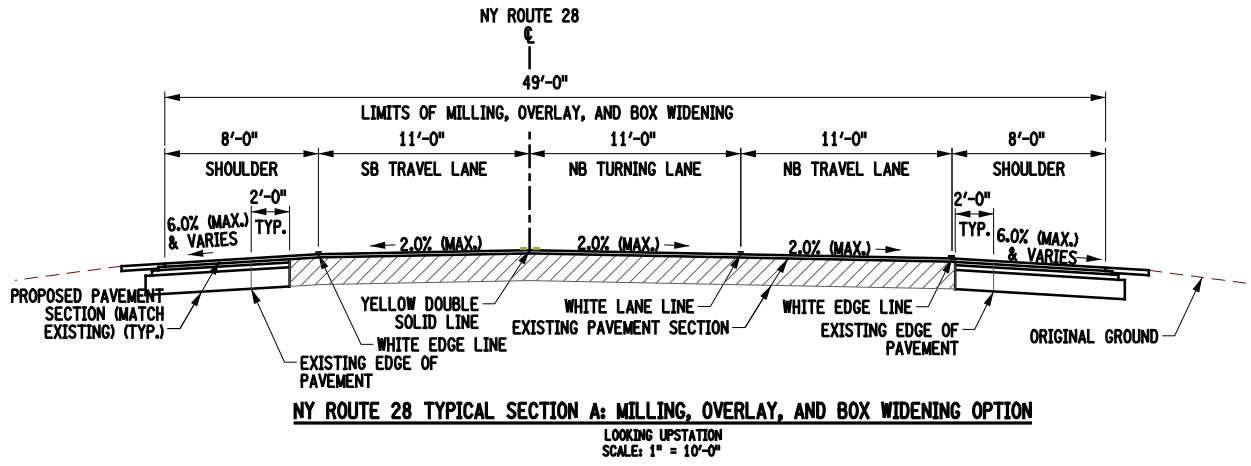 NY ROUTE 28
℄
49'-0"
LIMITS OF MILLING, OVERLAY, AND BOX WIDENING
8'-0"
SHOULDER
11'-0"
SB TRAVEL LANE
11'-0"
NB TURNING LANE
11'-0"
NB TRAVEL LANE
8'-0"
SHOULDER
2'-0"
TYP.
6.0% (MAX.)
& VARIES
2.0% (MAX.)
2.0% (MAX.)
2.0% (MAX.)
2'-0"
TYP.
6.0% (MAX.)
& VARIES
PROPOSED PAVEMENT
SECTION (MATCH
EXISTING) (TYP.)
WHITE EDGE LINE
EXISTING EDGE OF
PAVEMENT
YELLOW DOUBLE
SOLID LINE
WHITE LANE LINE
EXISTING PAVEMENT SECTION
WHITE EDGE LINE
EXISTING EDGE OF
PAVEMENT
ORIGINAL GROUND
NY ROUTE 28 TYPICAL SECTION A: MILLING, OVERLAY, AND BOX WIDENING OPTION
LOOKING UPSTATION
SCALE: 1" = 10'-0"